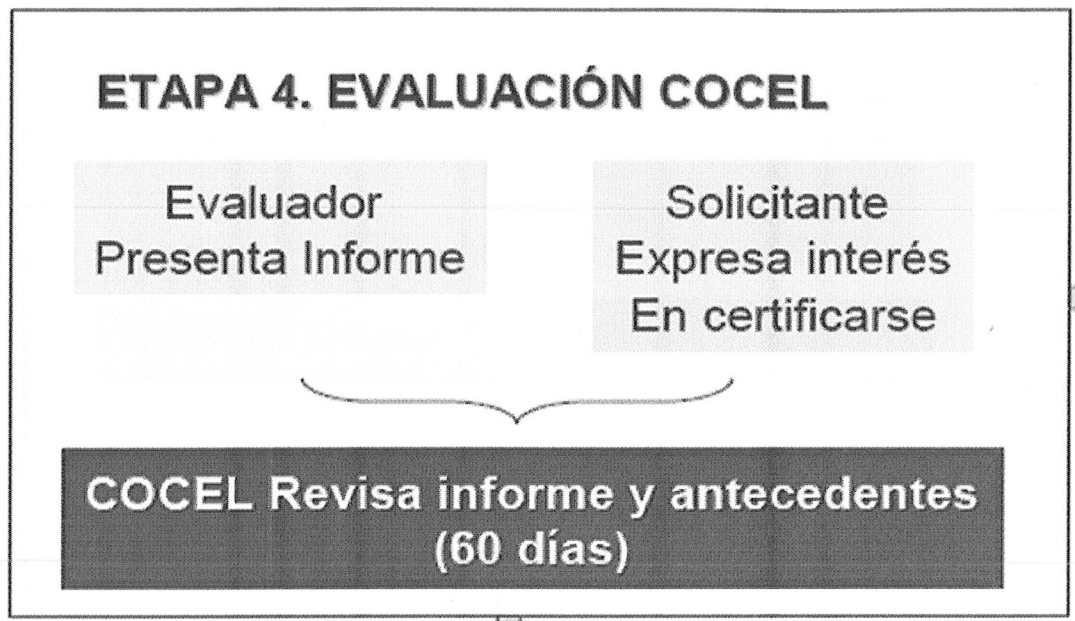 ETAPA 4. EVALUACIÓN COCEL
Evaluador
Presenta Informe
Solicitante
Expresa interés
En certificarse
COCEL Revisa informe y antecedentes
(60 días)